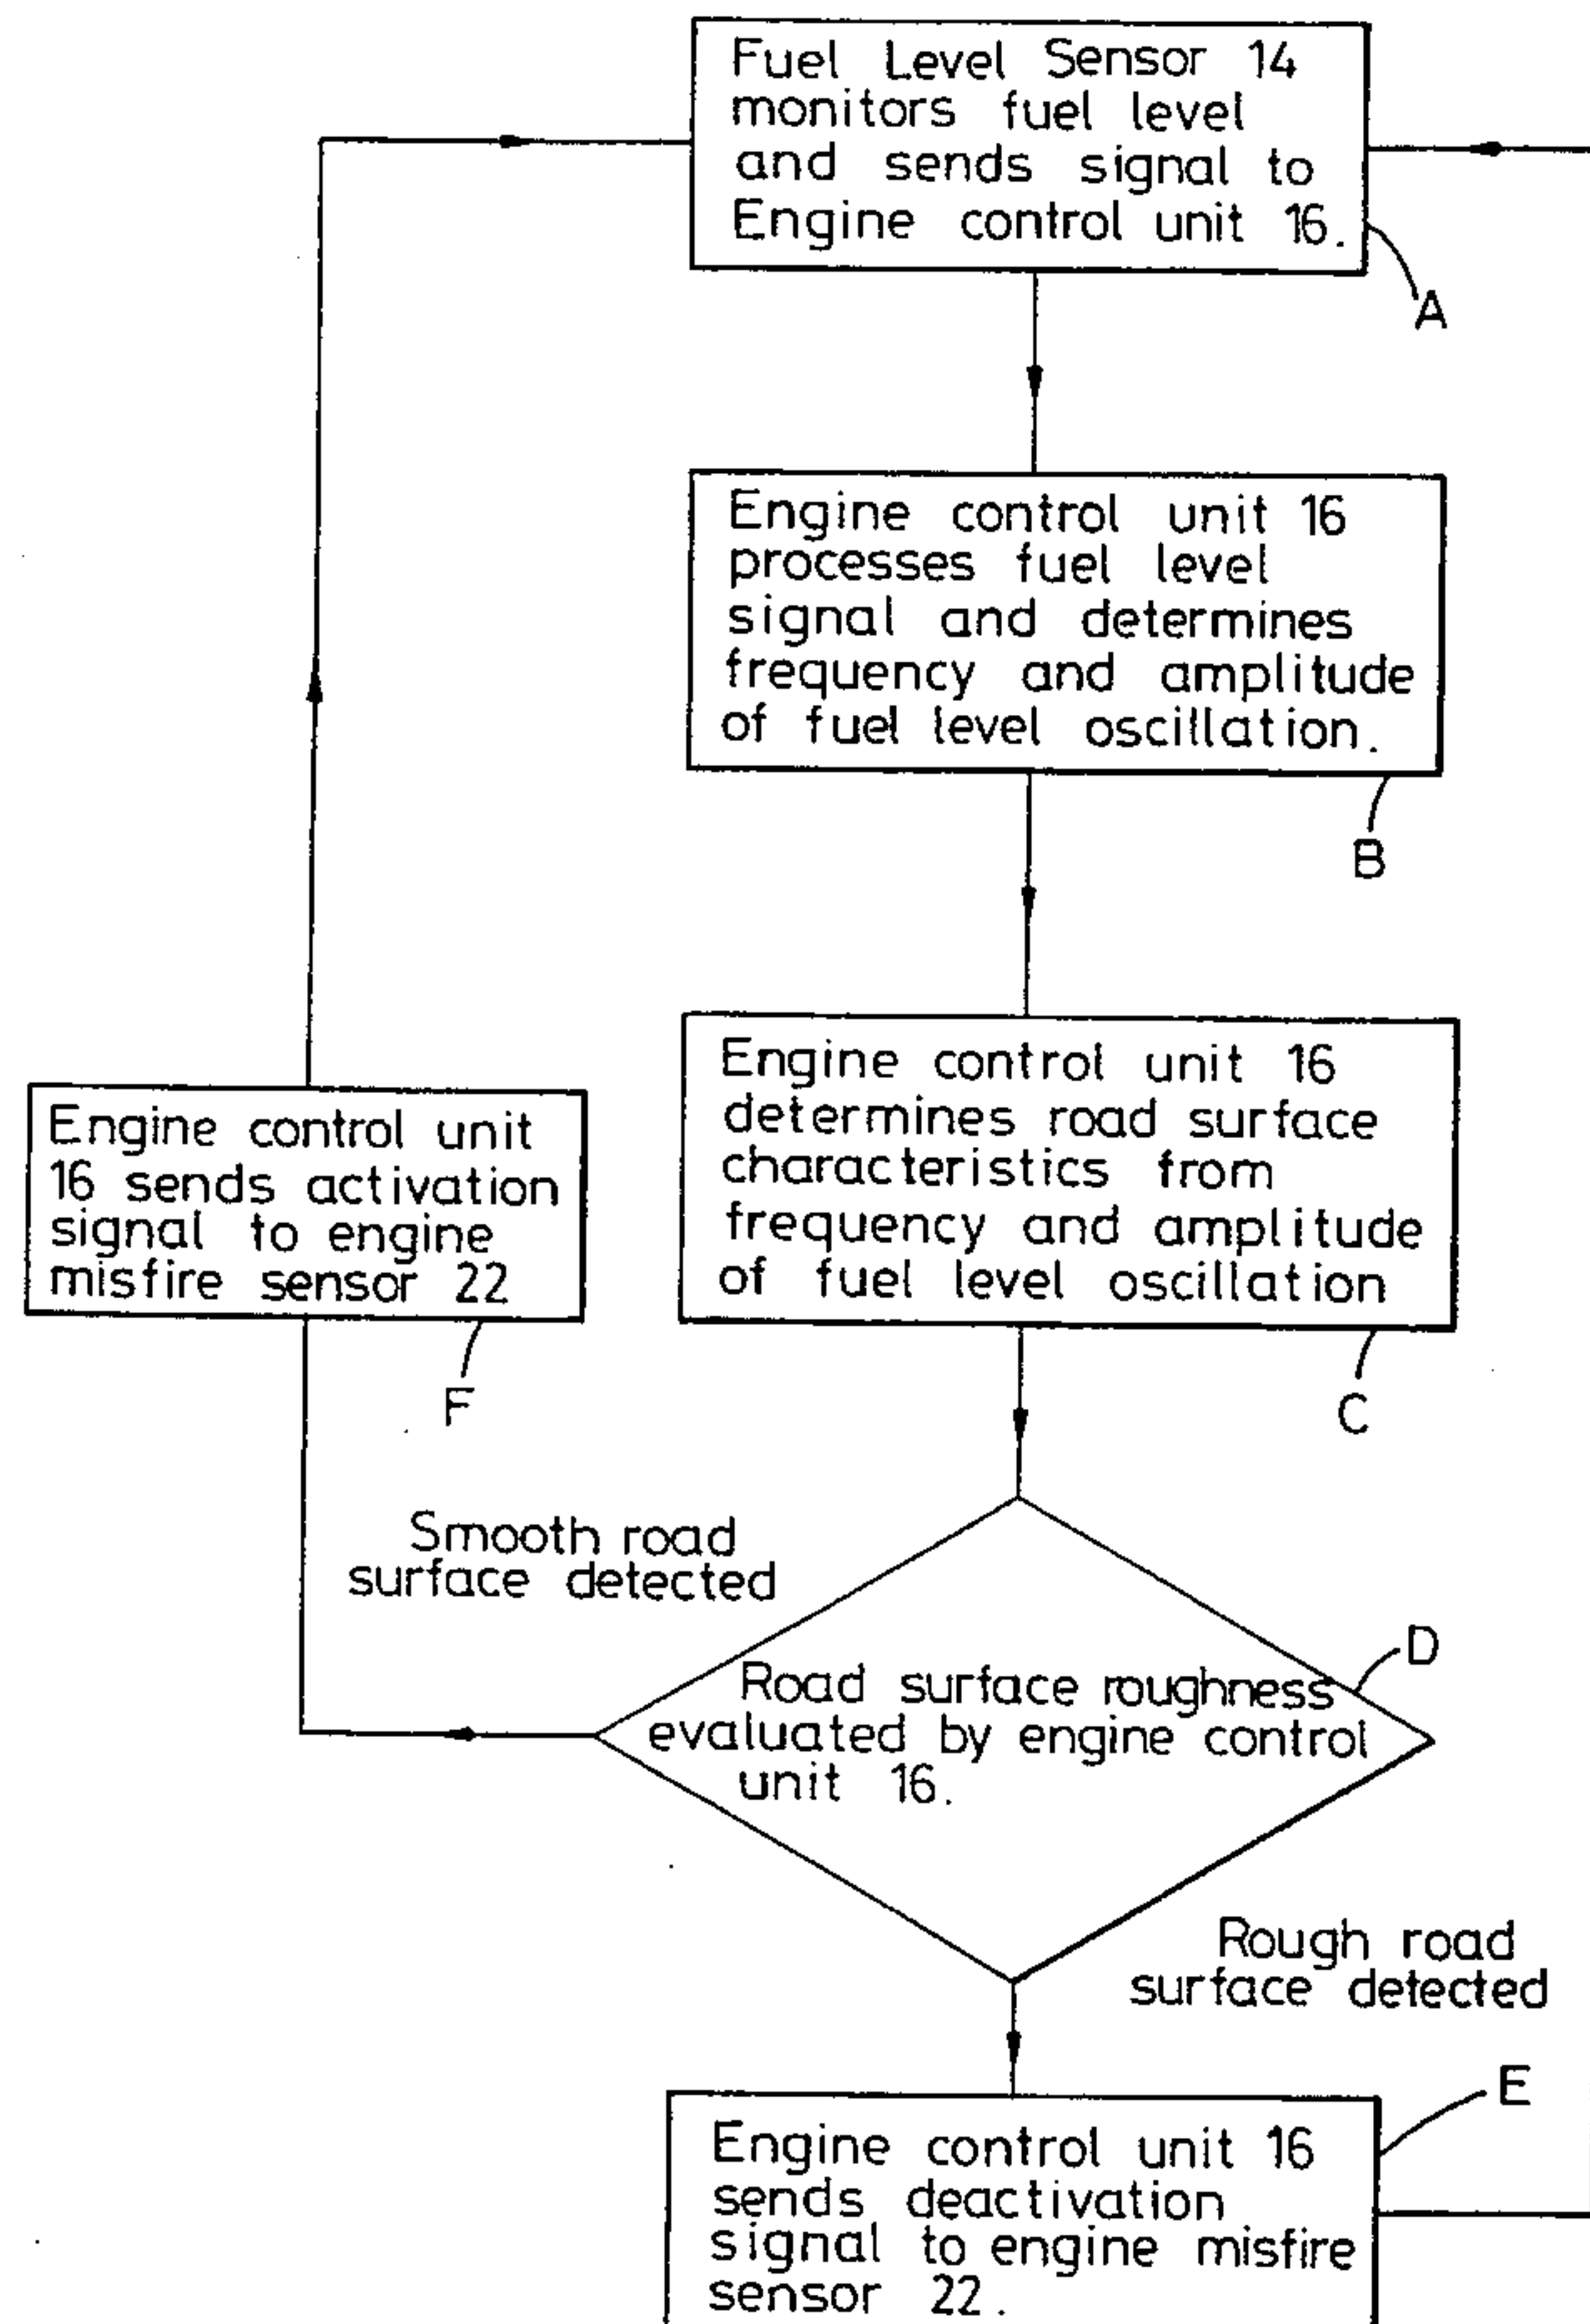 Fuel Level Sensor 14
monitors fuel level
and sends signal to
Engine control unit 16.
A
Engine control unit 16
processes fuel level
signal and determines
frequency and amplitude
of fuel level oscillation.
B
Engine control unit 16
determines road surface
characteristics from
frequency and amplitude
of fuel level oscillation
C
Engine control unit
16 sends activation
signal to engine
misfire sensor 22
F
Smooth road
surface detected
D
Road surface roughness
evaluated by engine control
unit 16.
Rough road
surface detected
E
Engine control unit 16
sends deactivation
signal to engine misfire
sensor 22.